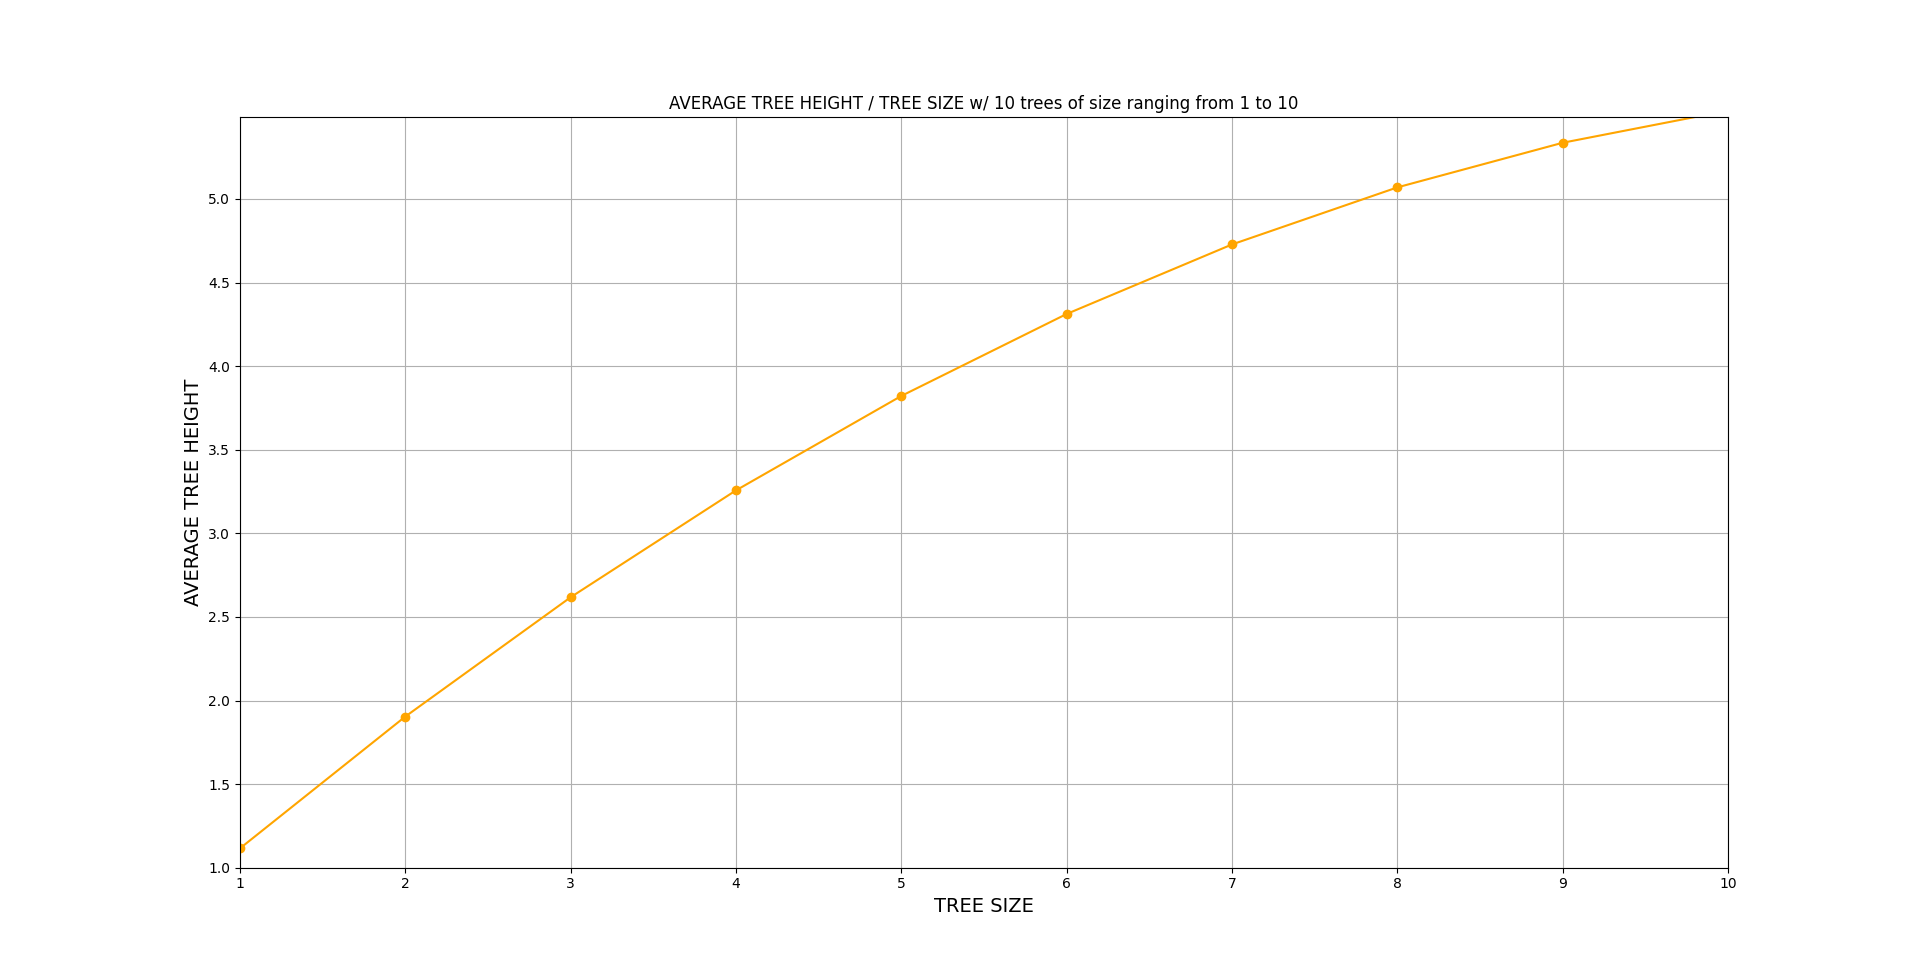 AVERAGE TREE HEIGHT / TREE SIZE w/ 10 trees of size ranging from 1 to 10
AVERAGE TREE HEIGHT
5.0
4.5
4.0
3.5
3.0
2.5
2.0
1.5
1.0
1 2 3 4 5 6 7 8 9 10
TREE SIZE